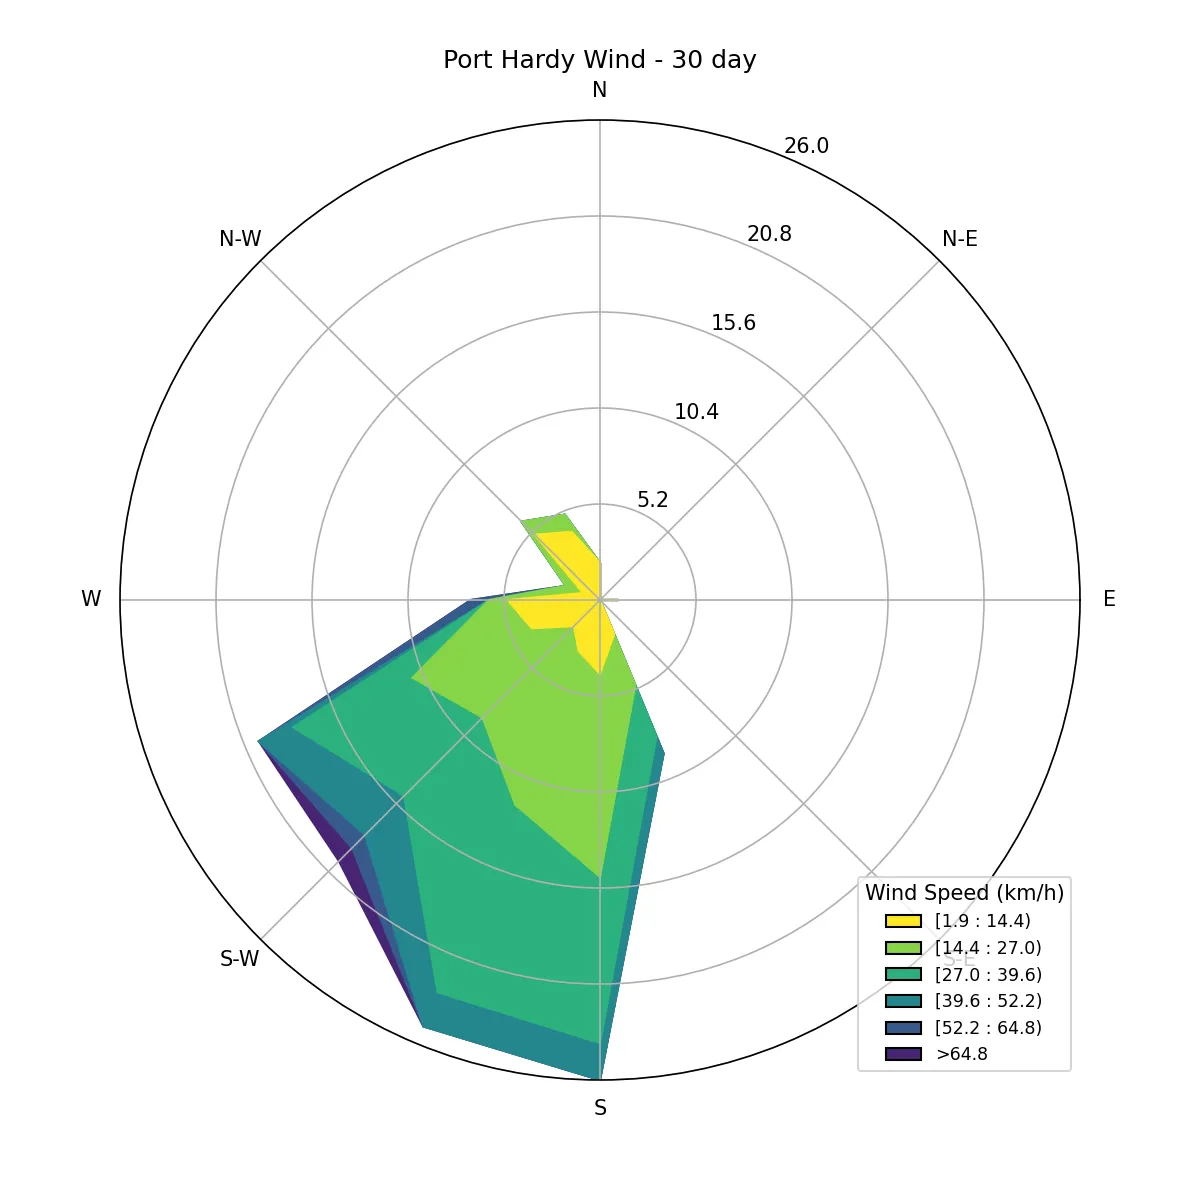 Port Hardy Wind - 30 day
N
26.0
20.8
N-W
N-E
15.6
10.4
5.2
W
E
S-W
S-E
Wind Speed (km/h)
[1.9 : 14.4)
[14.4 : 27.0)
[27.0 : 39.6)
[39.6 : 52.2)
[52.2 : 64.8)
>64.8
S